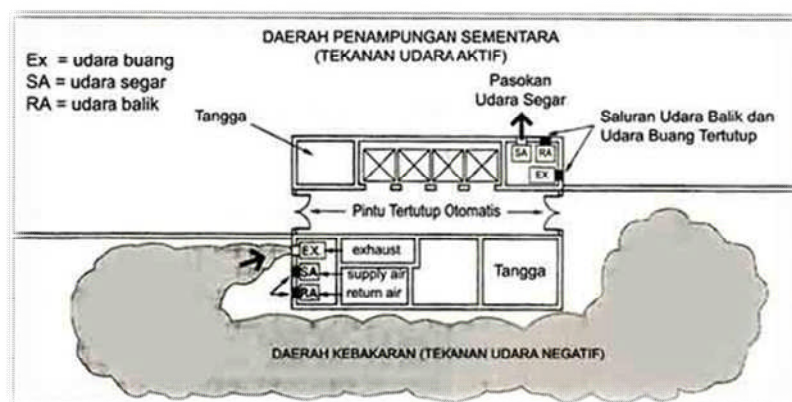 DAERAH PENAMPUNGAN SEMENTARA
(TEKANAN UDARA AKTIF)
Ex = udara buang
SA = udara segar
RA = udara balik
Pasokan
Udara Segar
Tangga
Saluran Udara Balik dan
Udara Buang Tertutup
SA
RA
EX
Pintu Tertutup Otomatis
EX.
exhaust
SA
supply air
RA
return air
Tangga
DAERAH KEBAKARAN (TEKANAN UDARA NEGATIF)